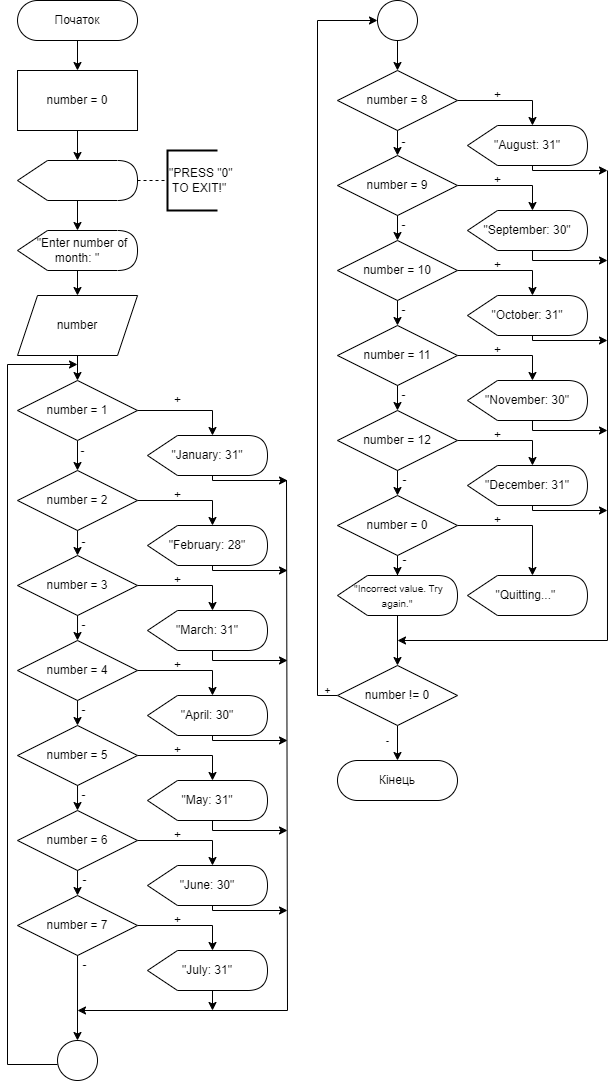 Початок
number = 0
"PRESS "0"
TO EXIT!"
"Enter number of
month: "
number
number = 1
+
-
"January: 31"
number = 2
+
-
"February: 28"
number = 3
+
-
"March: 31"
number = 4
+
-
"April: 30"
number = 5
+
-
"May: 31"
number = 6
+
-
"June: 30"
number = 7
+
-
"July: 31"
number = 8
+
-
"August: 31"
number = 9
+
-
"September: 30"
number = 10
+
-
"October: 31"
number = 11
+
-
"November: 30"
number = 12
+
-
"December: 31"
number = 0
+
-
"Incorrect value. Try
again."
"Quitting..."
number != 0
+
-
Кінець